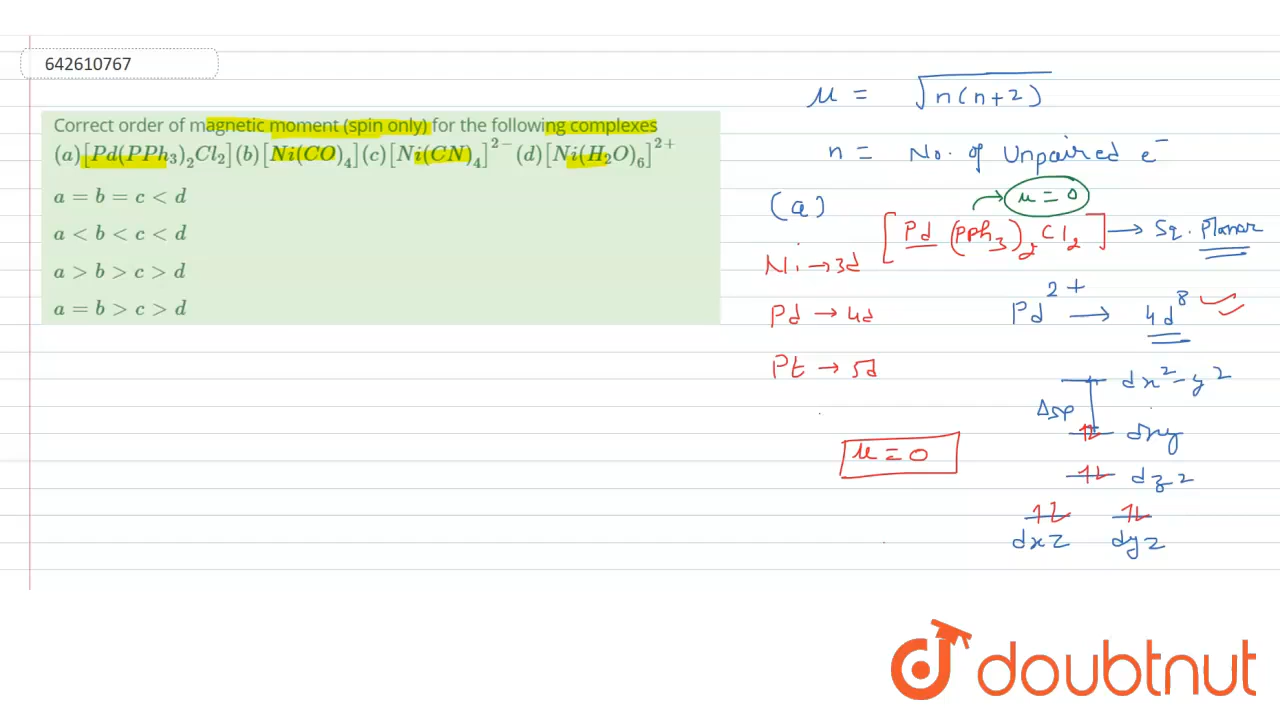 642610767
Correct order of magnetic moment (spin only) for the following complexes
(a)[Pd(PPh₃)₂Cl₂](b)[Ni(CO)₄](c)[Ni(CN)₄]²⁻(d)[Ni(H₂O)₆]²⁺
a = b = c < d
a < b < c < d
a > b > c > d
a = b > c > d
μ = √n(n+2)
n = No. of Unpaired e⁻
(a)
μ = 0
[Pd(pph₃)₂Cl₂] → Sq. Planar
Ni → 3d
Pd → 4d
Pt → 5d
Pd²⁺ → 4d⁸
dx²-y²
Δsp
dxy
μ = 0
dz²
dxz dyz
doubtnut